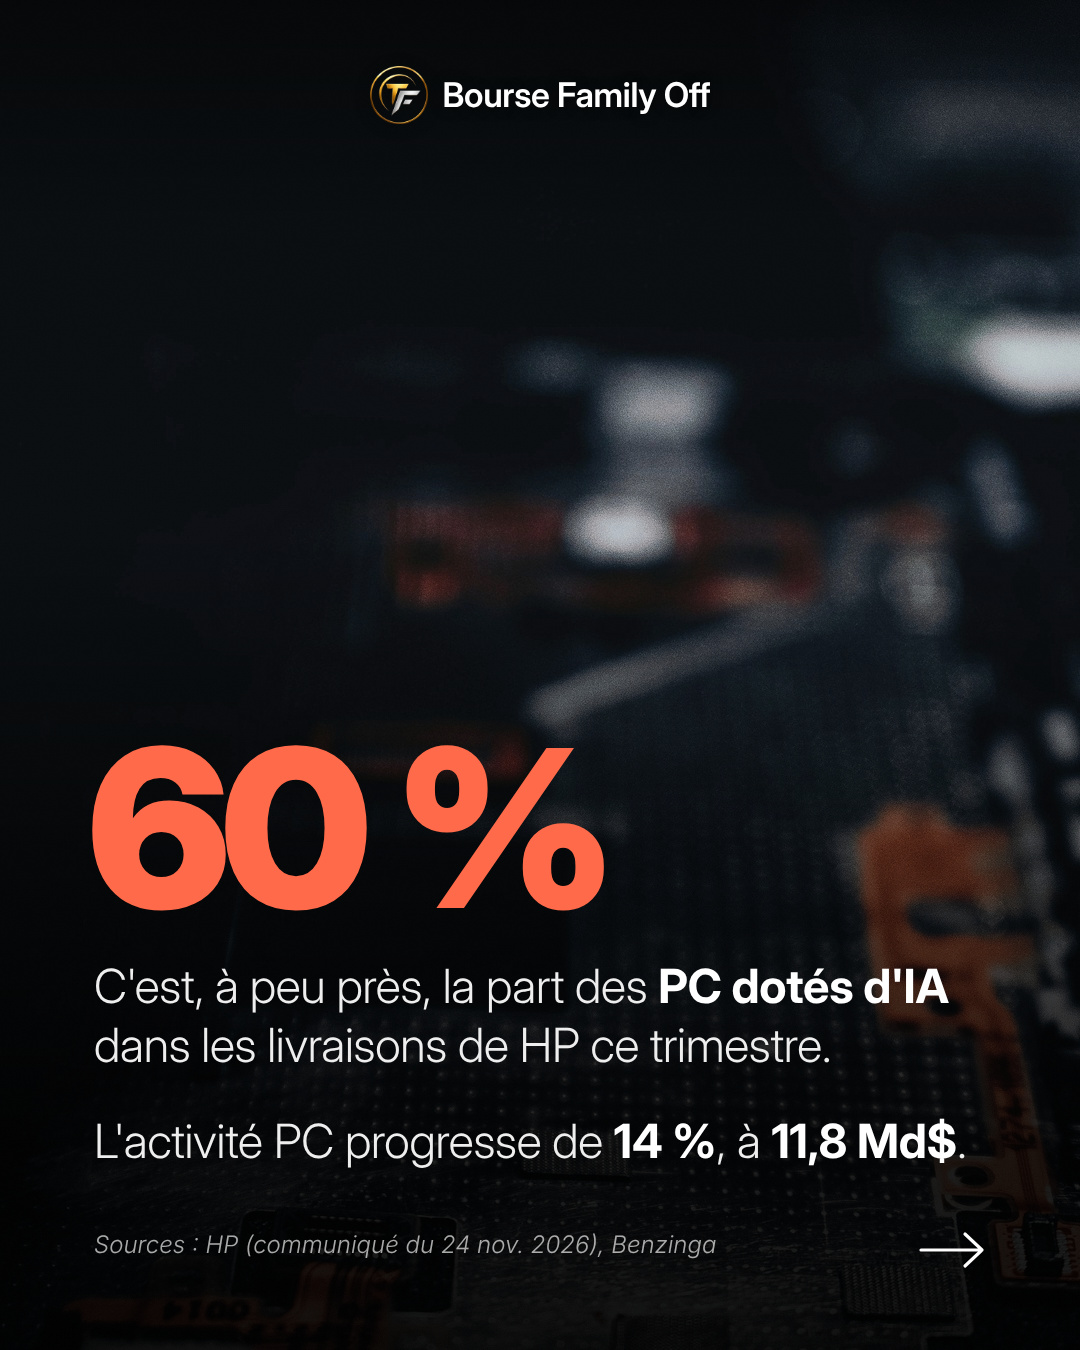 TF Bourse Family Off
60 %
C'est, à peu près, la part des PC dotés d'IA
dans les livraisons de HP ce trimestre.
L'activité PC progresse de 14 %, à 11,8 Md$.
Sources : HP (communiqué du 24 nov. 2026), Benzinga